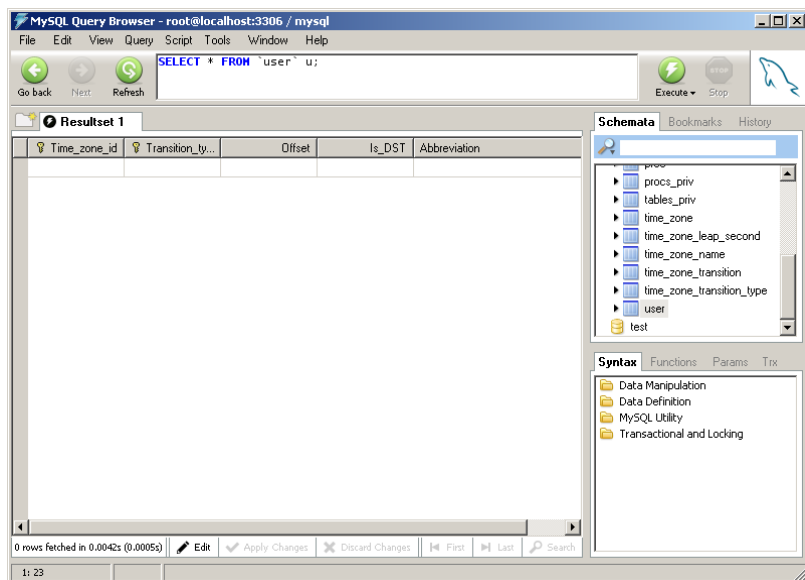 MySQL Query Browser - root@localhost:3306 / mysql
File Edit View Query Script Tools Window Help
SELECT * FROM `user` u;
Go back Next Refresh
Execute STOP Stop
Resultset 1
Time_zone_id Transition_ty... Offset Is_DST Abbreviation
Schemata Bookmarks History
proc
procs_priv
tables_priv
time_zone
time_zone_leap_second
time_zone_name
time_zone_transition
time_zone_transition_type
user
test
Syntax Functions Params Trx
Data Manipulation
Data Definition
MySQL Utility
Transactional and Locking
0 rows fetched in 0.0042s (0.0005s) Edit Apply Changes Discard Changes First Last Search
1: 23